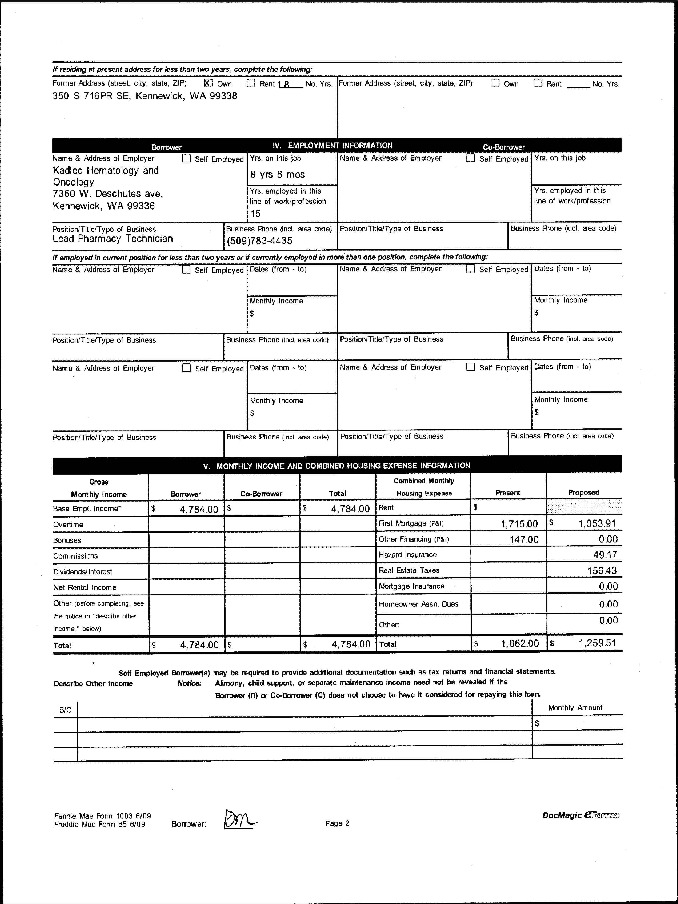 If residing at present address for less than two years, complete the following:
Former Address (street, city, state, ZIP) ☒ Own ☐ Rent 1.8 No. Yrs. Former Address (street, city, state, ZIP) ☐ Own ☐ Rent ____ No. Yrs.
350 S 716PR SE, Kennewick, WA 99338
Borrower IV. EMPLOYMENT INFORMATION Co-Borrower
Name & Address of Employer ☐ Self Employed Yrs. on this job Name & Address of Employer ☐ Self Employed Yrs. on this job
Kadlec Hematology and
Oncology
7360 W. Deschutes ave.
Kennewick, WA 99336
8 yrs 8 mos
Yrs. employed in this
line of work/profession
15
Yrs. employed in this
line of work/profession
Position/Title/Type of Business Business Phone (incl. area code) Position/Title/Type of Business Business Phone (incl. area code)
Lead Pharmacy Technician (509)783-4435
If employed in current position for less than two years or if currently employed in more than one position, complete the following:
Name & Address of Employer ☐ Self Employed Dates (from - to) Name & Address of Employer ☐ Self Employed Dates (from - to)
Monthly Income Monthly Income
$ $
Position/Title/Type of Business Business Phone (incl. area code) Position/Title/Type of Business Business Phone (incl. area code)
Name & Address of Employer ☐ Self Employed Dates (from - to) Name & Address of Employer ☐ Self Employed Dates (from - to)
Monthly Income Monthly Income
$ $
Position/Title/Type of Business Business Phone (incl. area code) Position/Title/Type of Business Business Phone (incl. area code)
V. MONTHLY INCOME AND COMBINED HOUSING EXPENSE INFORMATION
Gross Combined Monthly
Monthly Income Borrower Co-Borrower Total Housing Expense Present Proposed
Base Empl. Income* $ 4,784.00 $ $ 4,784.00 Rent $
Overtime First Mortgage (P&I) 1,715.00 $ 1,053.91
Bonuses Other Financing (P&I) 147.00 0.00
Commissions Hazard Insurance 49.17
Dividends/Interest Real Estate Taxes 156.43
Net Rental Income Mortgage Insurance 0.00
Other (before completing, see Homeowner Assn. Dues 0.00
the notice in "describe other
income," below) Other: 0.00
Total $ 4,784.00 $ $ 4,784.00 Total $ 1,862.00 $ 1,259.51
Self Employed Borrower(s) may be required to provide additional documentation such as tax returns and financial statements.
Describe Other Income Notice: Alimony, child support, or separate maintenance income need not be revealed if the
Borrower (B) or Co-Borrower (C) does not choose to have it considered for repaying this loan.
B/C Monthly Amount
$
Fannie Mae Form 1003 6/09
Freddie Mac Form 65 6/09 Borrower: Page 2
DocMagic eForms